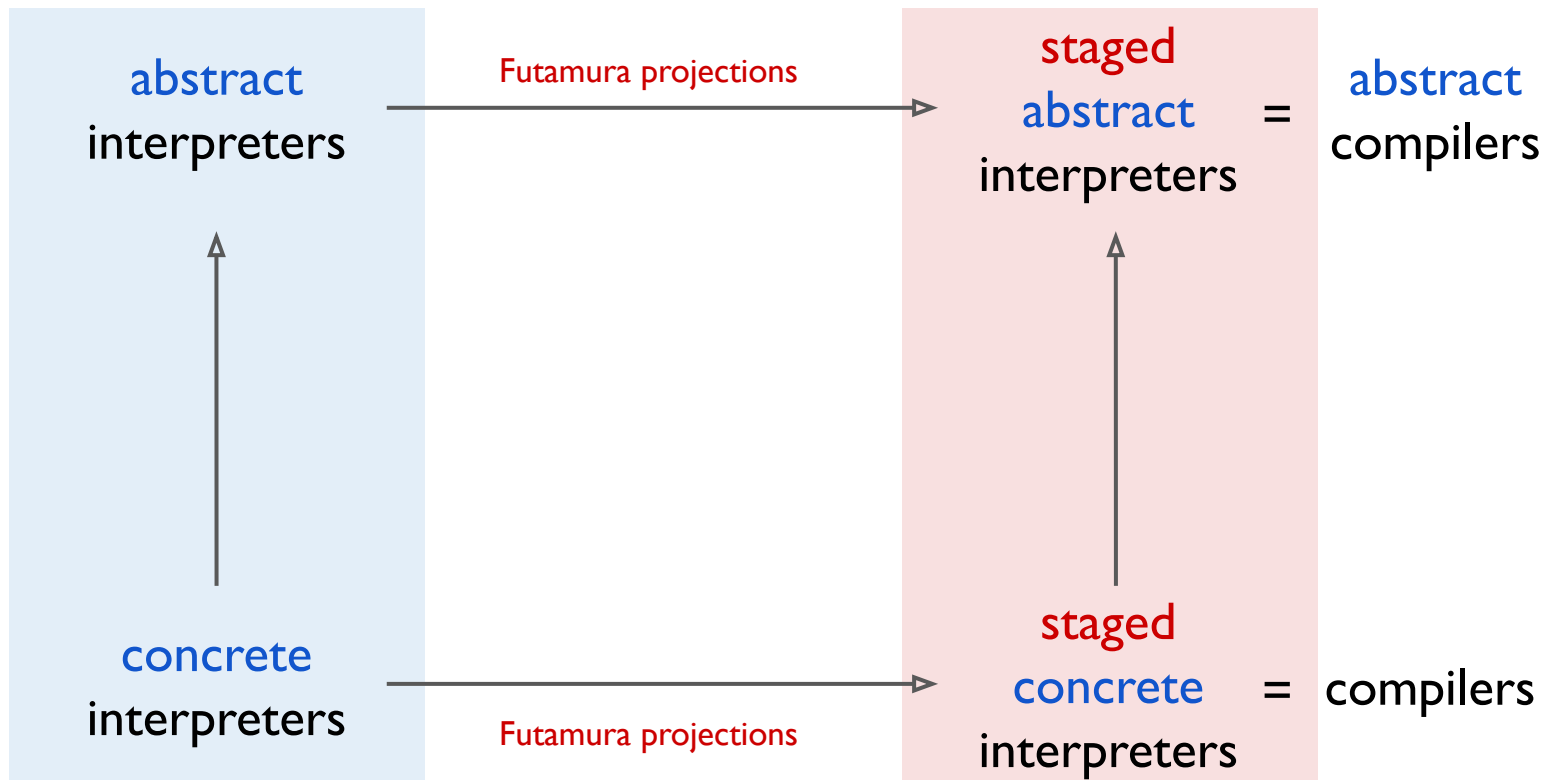 abstract
interpreters
Futamura projections
staged
abstract
interpreters
=
abstract
compilers
concrete
interpreters
Futamura projections
staged
concrete
interpreters
=
compilers